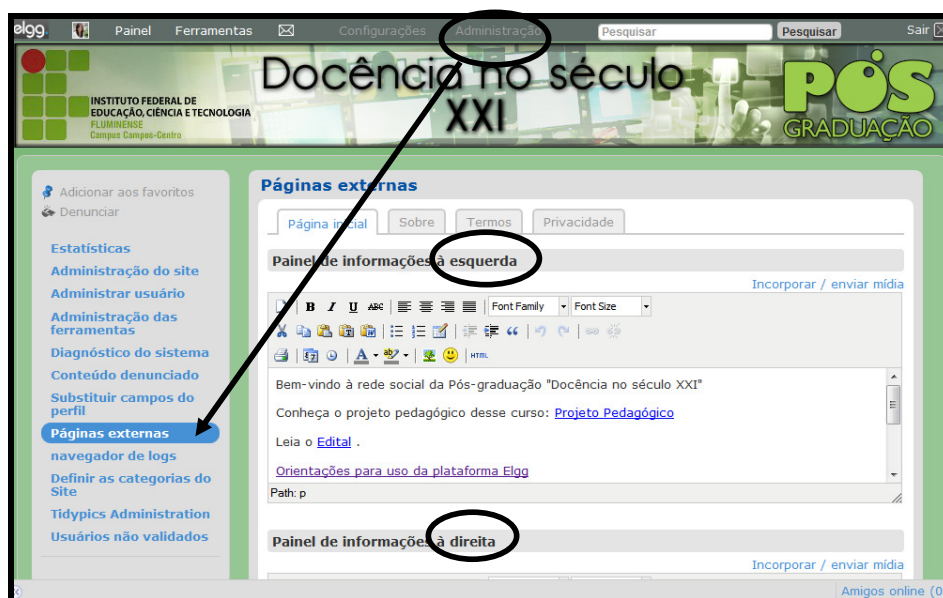 elgg. Painel Ferramentas Configurações Administração Pesquisar Pesquisar Sair
Docência no século
XXI
INSTITUTO FEDERAL DE
EDUCAÇÃO, CIÊNCIA E TECNOLOGIA
FLUMINENSE
Campus Campos-Centro
PÓS
GRADUAÇÃO
Adicionar aos favoritos
Denunciar
Estatísticas
Administração do site
Administrar usuário
Administração das
ferramentas
Diagnóstico do sistema
Conteúdo denunciado
Substituir campos do
perfil
Páginas externas
navegador de logs
Definir as categorias do
Site
Tidypics Administration
Usuários não validados
Páginas externas
Página inicial Sobre Termos Privacidade
Painel de informações à esquerda
Incorporar / enviar mídia
B I U ABC Font Family Font Size
HTML
Bem-vindo à rede social da Pós-graduação "Docência no século XXI"
Conheça o projeto pedagógico desse curso: Projeto Pedagógico
Leia o Edital .
Orientações para uso da plataforma Elgg
Path: p
Painel de informações à direita
Incorporar / enviar mídia
Amigos online (0